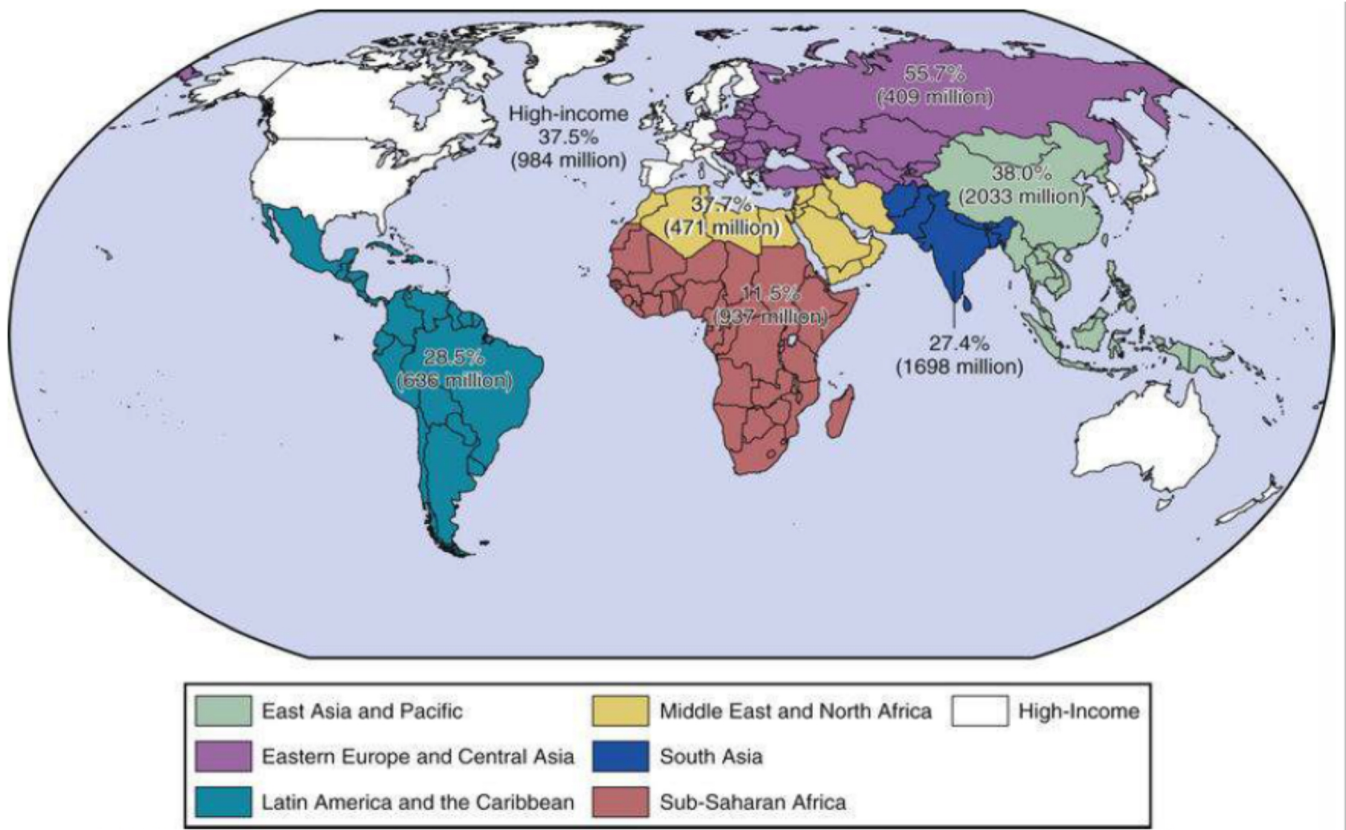 55.7%
(409 million)
High-income
37.5%
(984 million)
38.0%
(2033 million)
37.7%
(471 million)
11.5%
(937 million)
27.4%
(1698 million)
28.5%
(636 million)
East Asia and Pacific
Middle East and North Africa
High-Income
Eastern Europe and Central Asia
South Asia
Latin America and the Caribbean
Sub-Saharan Africa